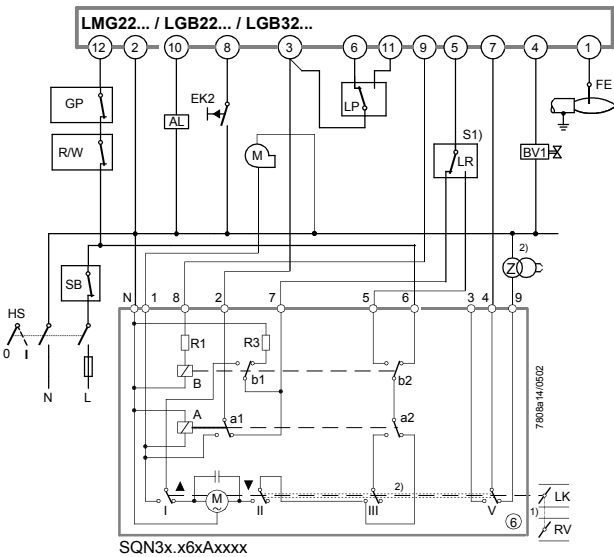 LMG22... / LGB22... / LGB32...
12 2 10 8 3 6 11 9 5 7 4 1
FE
GP
EK2
LP
S1)
AL
LR
R/W
M
BV1
2)
Z
SB
N 1 8 2 7 5 6 3 4 9
HS
R1 R3
0 I
B b1 b2
N L
A a1 a2
7808a14/0502
2)
M
~
LK
I II III V
1)
6
RV
SQN3x.x6xAxxxx